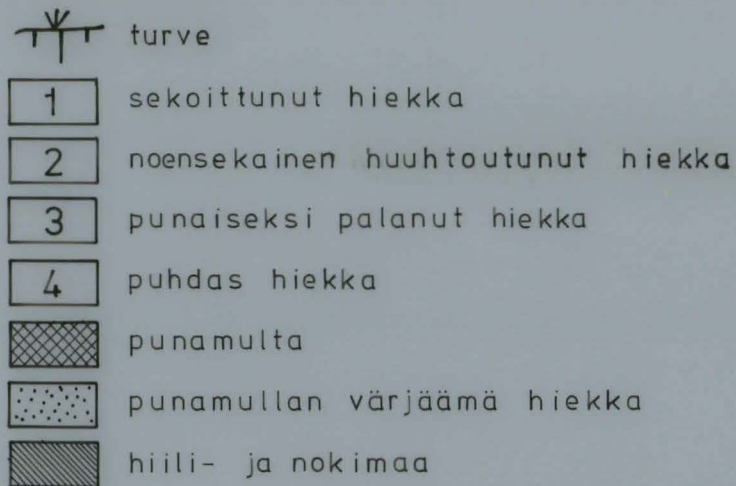 turve
1 sekoittunut hiekka
2 noensekainen huuhtoutunut hiekka
3 punaiseksi palanut hiekka
4 puhdas hiekka
punamulta
punamullan värjäämä hiekka
hiili- ja nokimaa